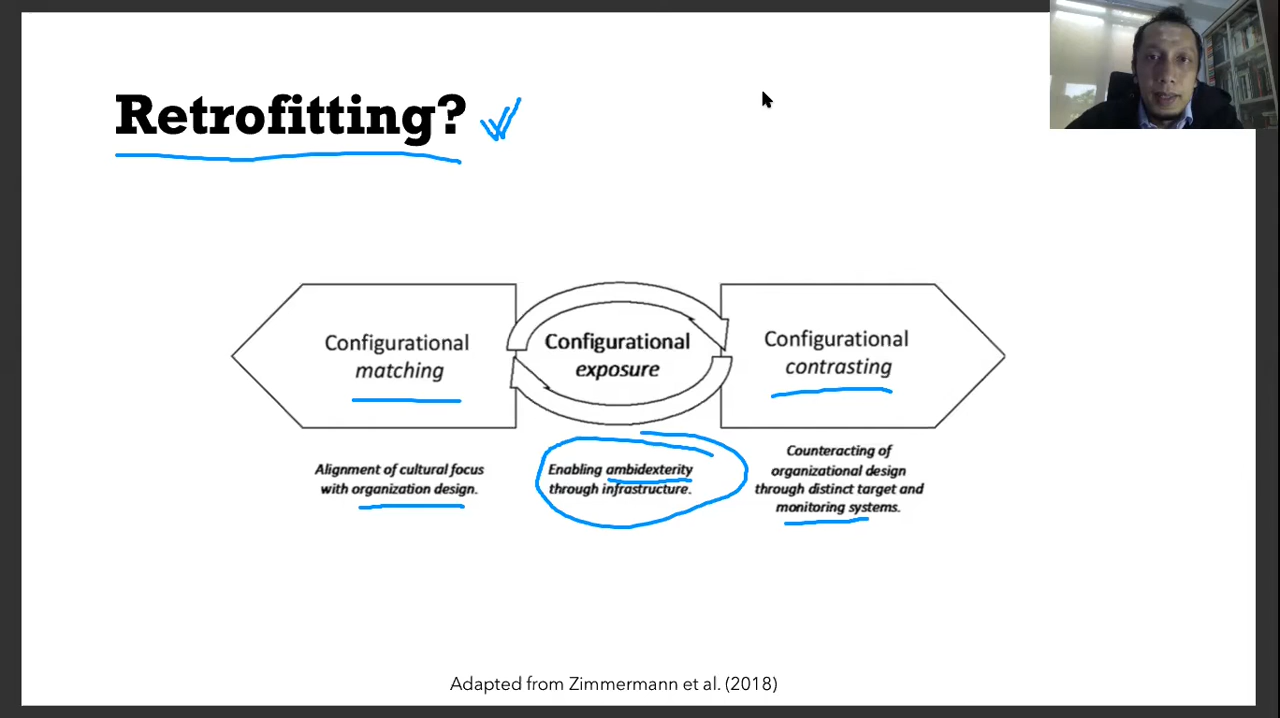 Retrofitting?
Configurational
matching
Configurational
exposure
Configurational
contrasting
Alignment of cultural focus
with organization design.
Enabling ambidexterity
through infrastructure.
Counteracting of
organizational design
through distinct target and
monitoring systems.
Adapted from Zimmermann et al. (2018)